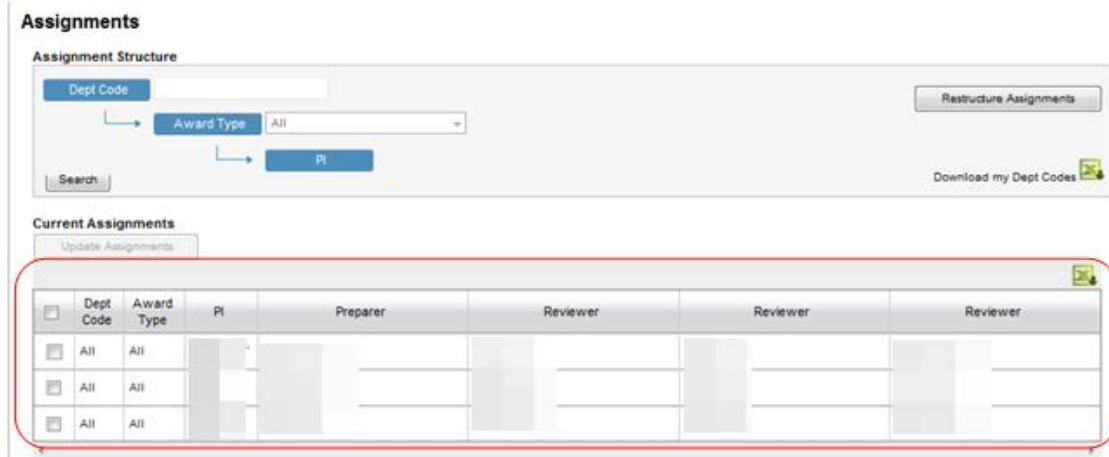 Assignments
Assignment Structure
Dept Code
Restructure Assignments
Award Type All
PI
Search
Download my Dept Codes
Current Assignments
Update Assignments
Dept Code Award Type PI Preparer Reviewer Reviewer Reviewer
All All
All All
All All